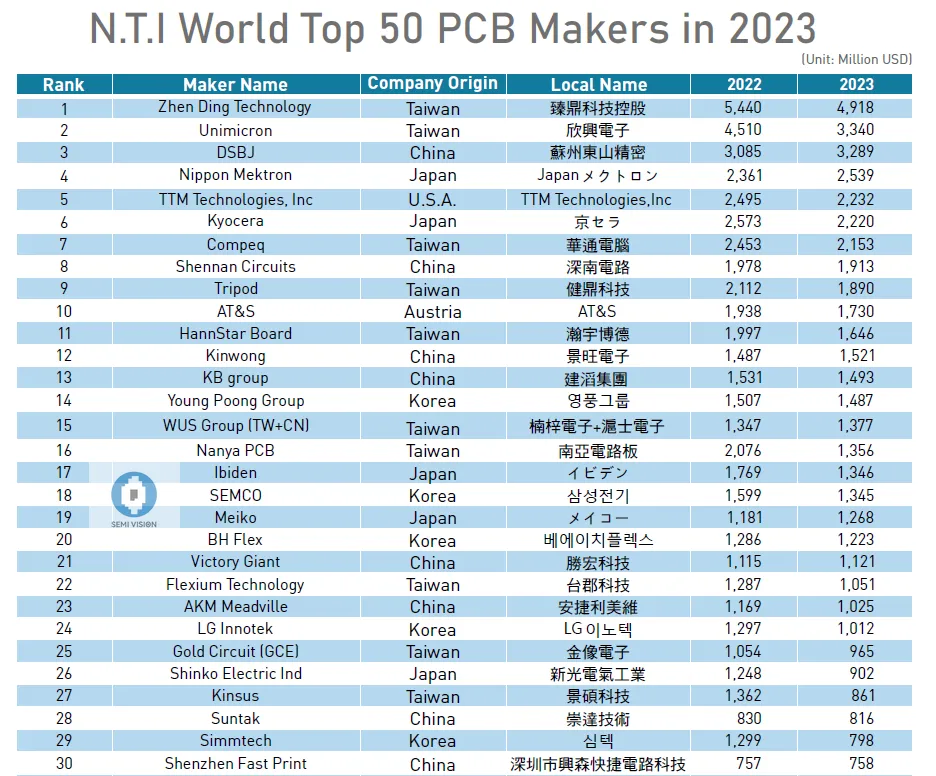 N.T.I World Top 50 PCB Makers in 2023
(Unit: Million USD)
Rank Maker Name Company Origin Local Name 2022 2023
1 Zhen Ding Technology Taiwan 臻鼎科技控股 5,440 4,918
2 Unimicron Taiwan 欣興電子 4,510 3,340
3 DSBJ China 蘇州東山精密 3,085 3,289
4 Nippon Mektron Japan Japanメクトロン 2,361 2,539
5 TTM Technologies, Inc U.S.A. TTM Technologies,Inc 2,495 2,232
6 Kyocera Japan 京セラ 2,573 2,220
7 Compeq Taiwan 華通電腦 2,453 2,153
8 Shennan Circuits China 深南電路 1,978 1,913
9 Tripod Taiwan 健鼎科技 2,112 1,890
10 AT&S Austria AT&S 1,938 1,730
11 HannStar Board Taiwan 瀚宇博德 1,997 1,646
12 Kinwong China 景旺電子 1,487 1,521
13 KB group China 建滔集團 1,531 1,493
14 Young Poong Group Korea 영풍그룹 1,507 1,487
15 WUS Group (TW+CN) Taiwan 楠梓電子+滬士電子 1,347 1,377
16 Nanya PCB Taiwan 南亞電路板 2,076 1,356
17 Ibiden Japan イビデン 1,769 1,346
18 SEMCO Korea 삼성전기 1,599 1,345
19 Meiko Japan メイコー 1,181 1,268
SEMI VISION
20 BH Flex Korea 베에이치플렉스 1,286 1,223
21 Victory Giant China 勝宏科技 1,115 1,121
22 Flexium Technology Taiwan 台郡科技 1,287 1,051
23 AKM Meadville China 安捷利美維 1,169 1,025
24 LG Innotek Korea LG이노텍 1,297 1,012
25 Gold Circuit (GCE) Taiwan 金像電子 1,054 965
26 Shinko Electric Ind Japan 新光電氣工業 1,248 902
27 Kinsus Taiwan 景碩科技 1,362 861
28 Suntak China 崇達技術 830 816
29 Simmtech Korea 심텍 1,299 798
30 Shenzhen Fast Print China 深圳市興森快捷電路科技 757 758